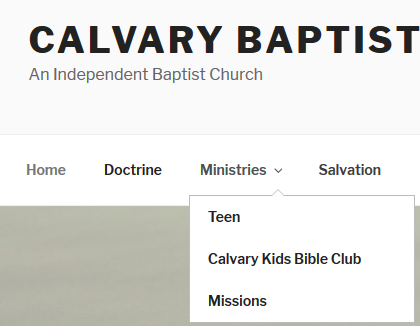 CALVARY BAPTIST
An Independent Baptist Church
Home Doctrine Ministries Salvation
Teen
Calvary Kids Bible Club
Missions